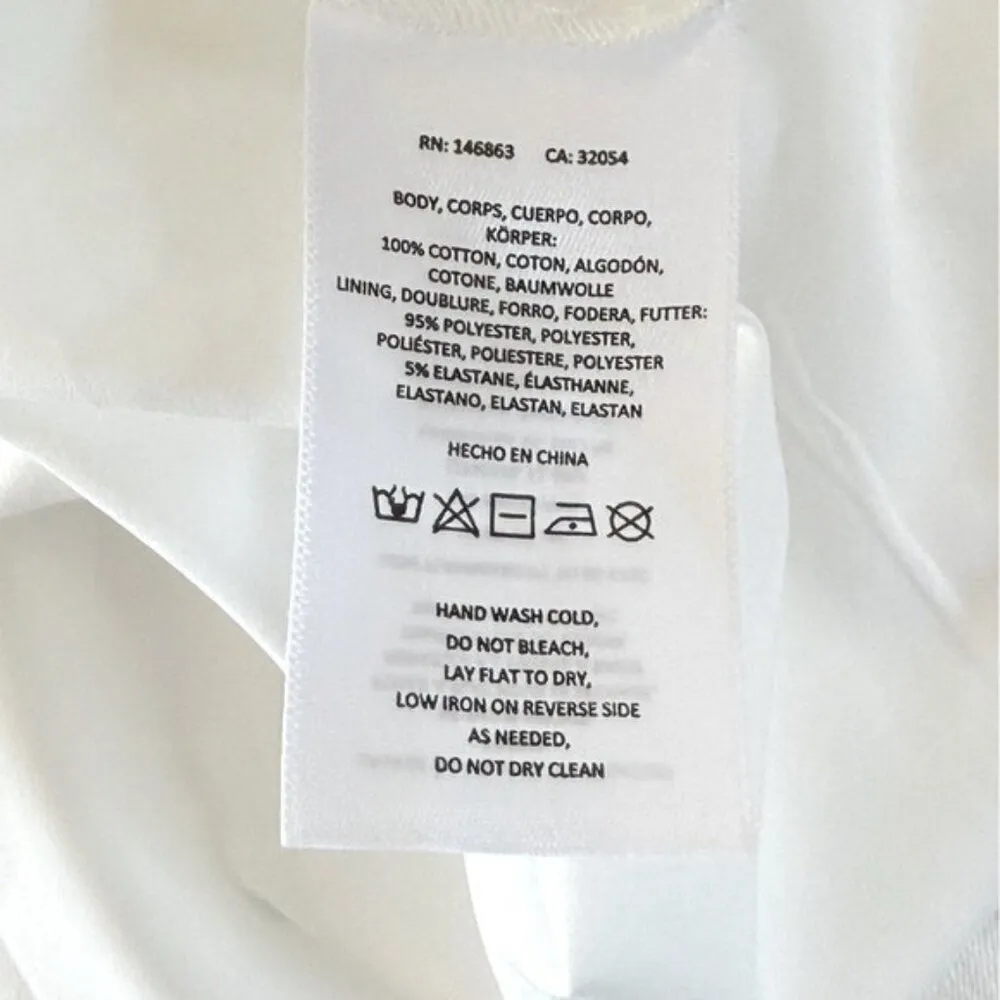 RN: 146863 CA: 32054
BODY, CORPS, CUERPO, CORPO,
KÖRPER:
100% COTTON, COTON, ALGODÓN,
COTONE, BAUMWOLLE
LINING, DOUBLURE, FORRO, FODERA, FUTTER:
95% POLYESTER, POLYESTER,
POLIÉSTER, POLIESTERE, POLYESTER
5% ELASTANE, ÉLASTHANNE,
ELASTANO, ELASTAN, ELASTAN
HECHO EN CHINA
HAND WASH COLD,
DO NOT BLEACH,
LAY FLAT TO DRY,
LOW IRON ON REVERSE SIDE
AS NEEDED,
DO NOT DRY CLEAN